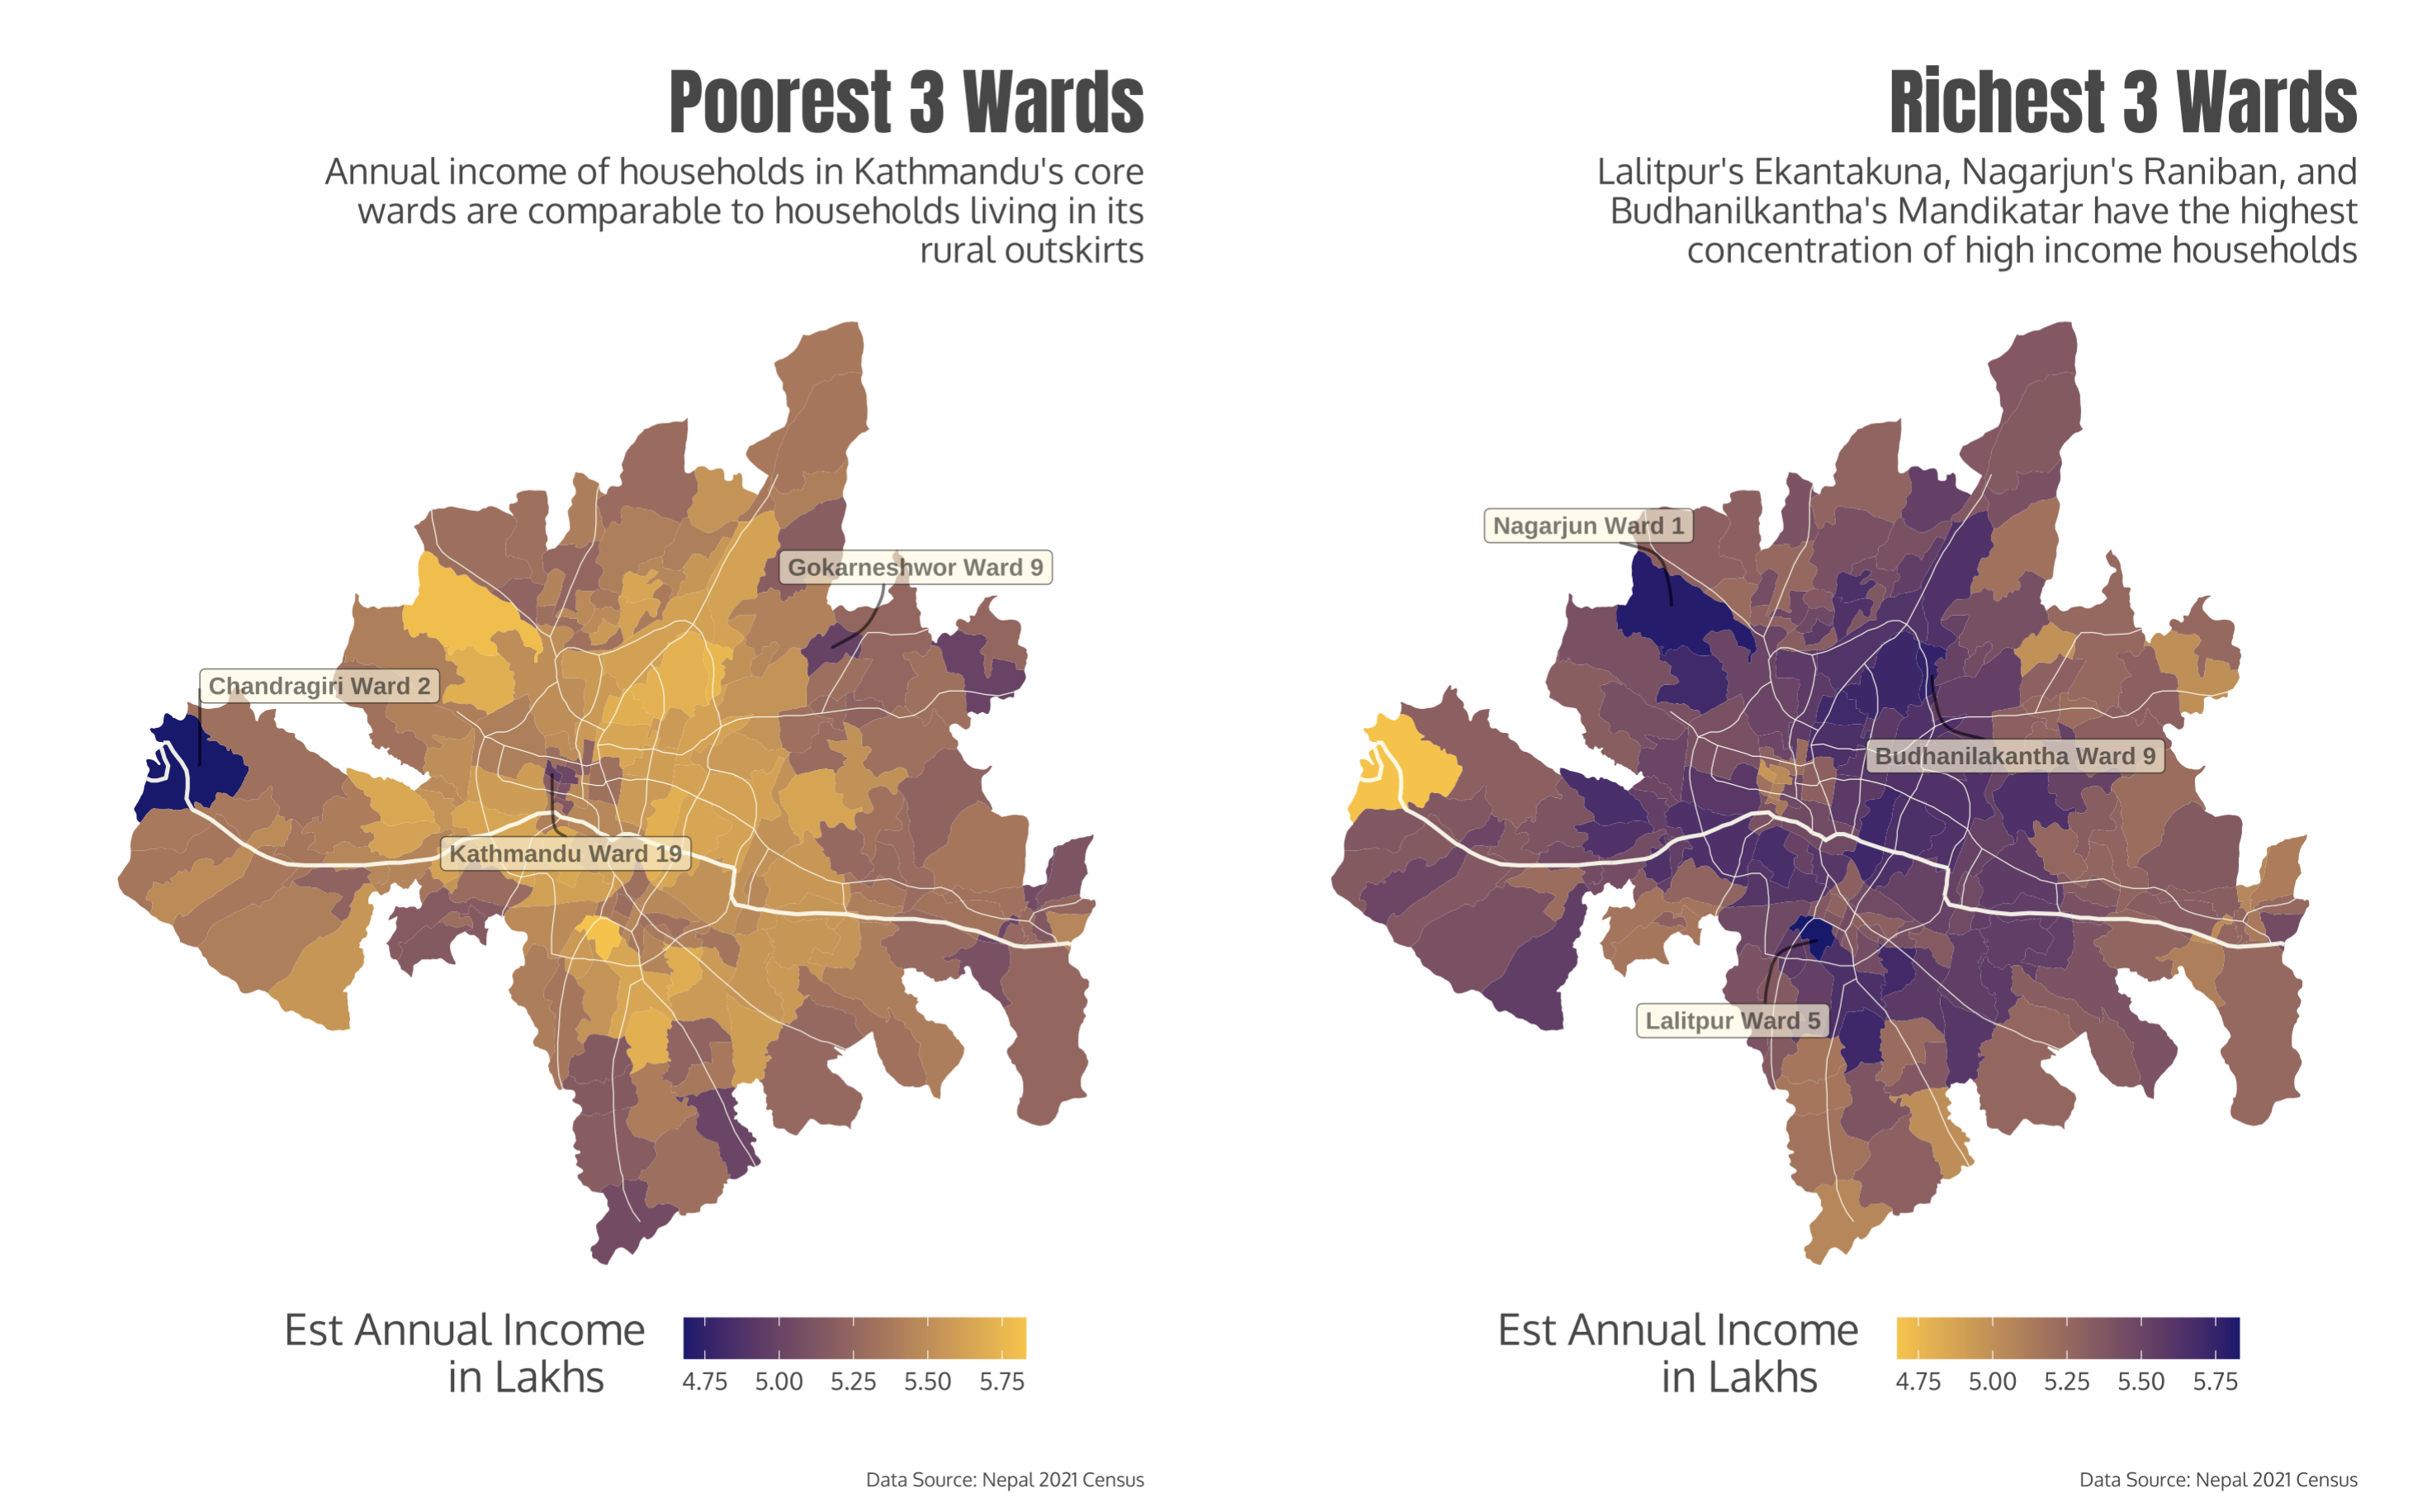 Poorest 3 Wards
Annual income of households in Kathmandu's core
wards are comparable to households living in its
rural outskirts
Gokarneshwor Ward 9
Chandragiri Ward 2
Kathmandu Ward 19
Est Annual Income
in Lakhs
4.75 5.00 5.25 5.50 5.75
Data Source: Nepal 2021 Census
Richest 3 Wards
Lalitpur's Ekantakuna, Nagarjun's Raniban, and
Budhanilkantha's Mandikatar have the highest
concentration of high income households
Nagarjun Ward 1
Budhanilakantha Ward 9
Lalitpur Ward 5
Est Annual Income
in Lakhs
4.75 5.00 5.25 5.50 5.75
Data Source: Nepal 2021 Census